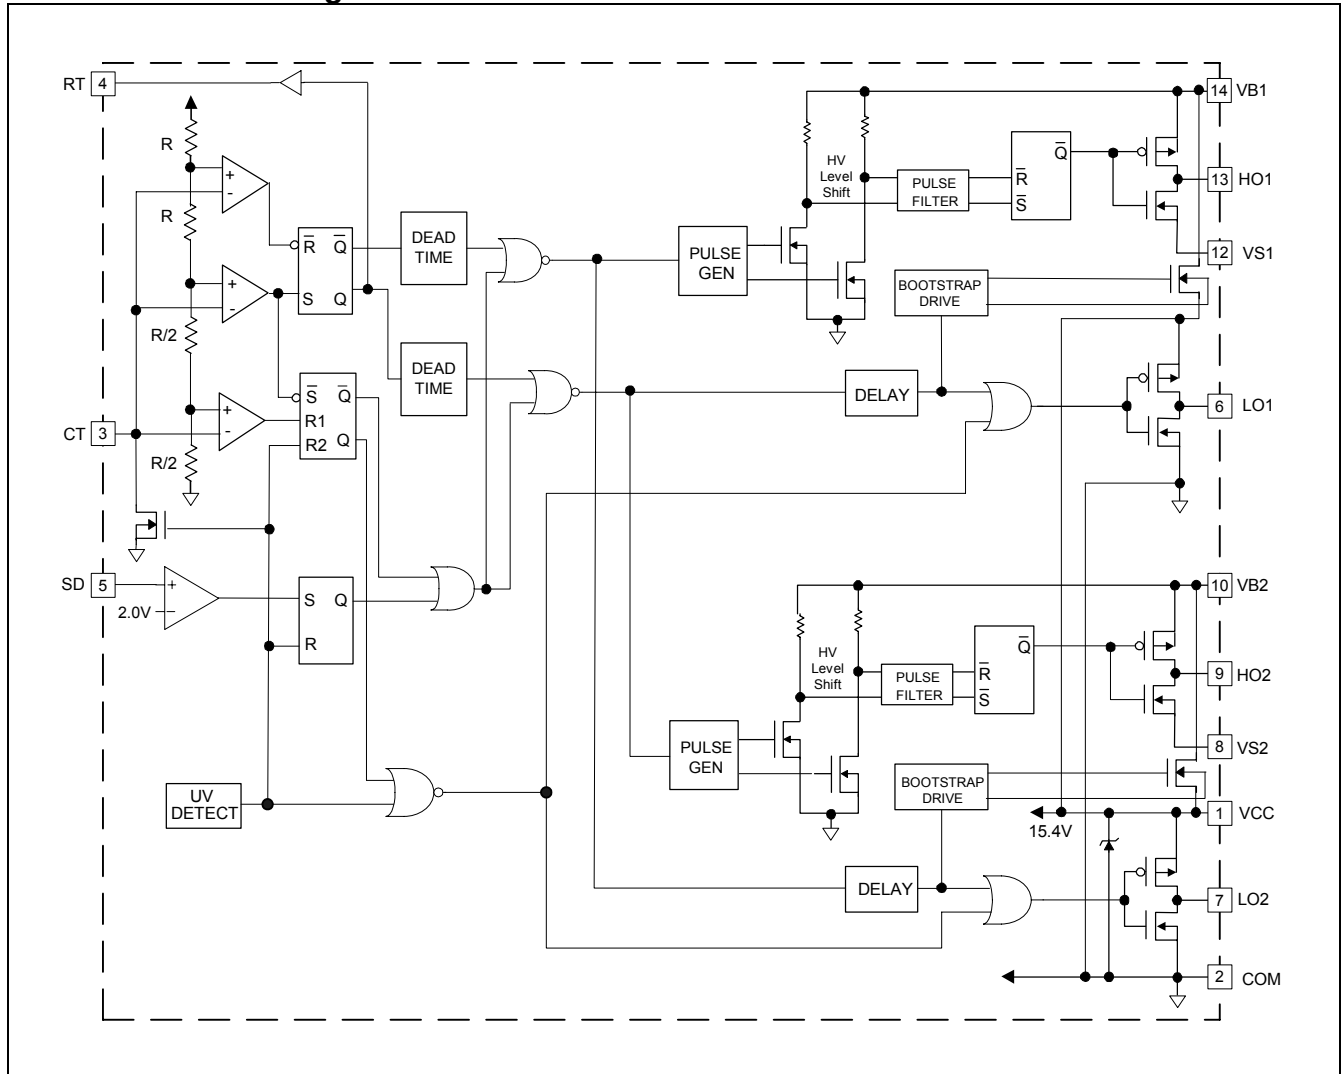 RT 4
14 VB1
R
+
-
HV
Level
Shift
PULSE
FILTER
R
S
Q
13 HO1
R
R Q
S Q
DEAD
TIME
PULSE
GEN
12 VS1
+
-
BOOTSTRAP
DRIVE
R/2
DEAD
TIME
S Q
R1
R2 Q
DELAY
6 LO1
+
-
CT 3
R/2
SD 5
+
2.0V
S Q
R
10 VB2
HV
Level
Shift
PULSE
FILTER
R
S
Q
9 HO2
PULSE
GEN
8 VS2
BOOTSTRAP
DRIVE
UV
DETECT
1 VCC
15.4V
DELAY
7 LO2
2 COM